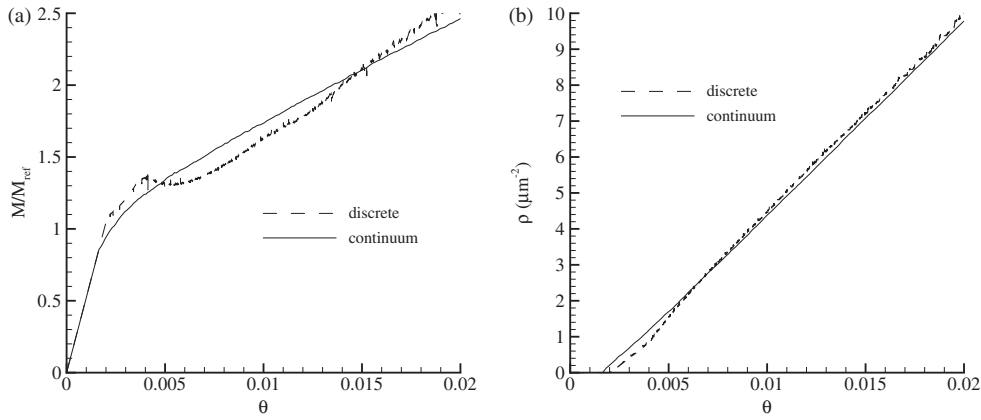 (a)
M/M_ref
2.5
2
1.5
1
0.5
0
0
0.005
0.01
0.015
0.02
θ
discrete
continuum
(b)
ρ (μm⁻²)
10
9
8
7
6
5
4
3
2
1
0
0
0.005
0.01
0.015
0.02
θ
discrete
continuum